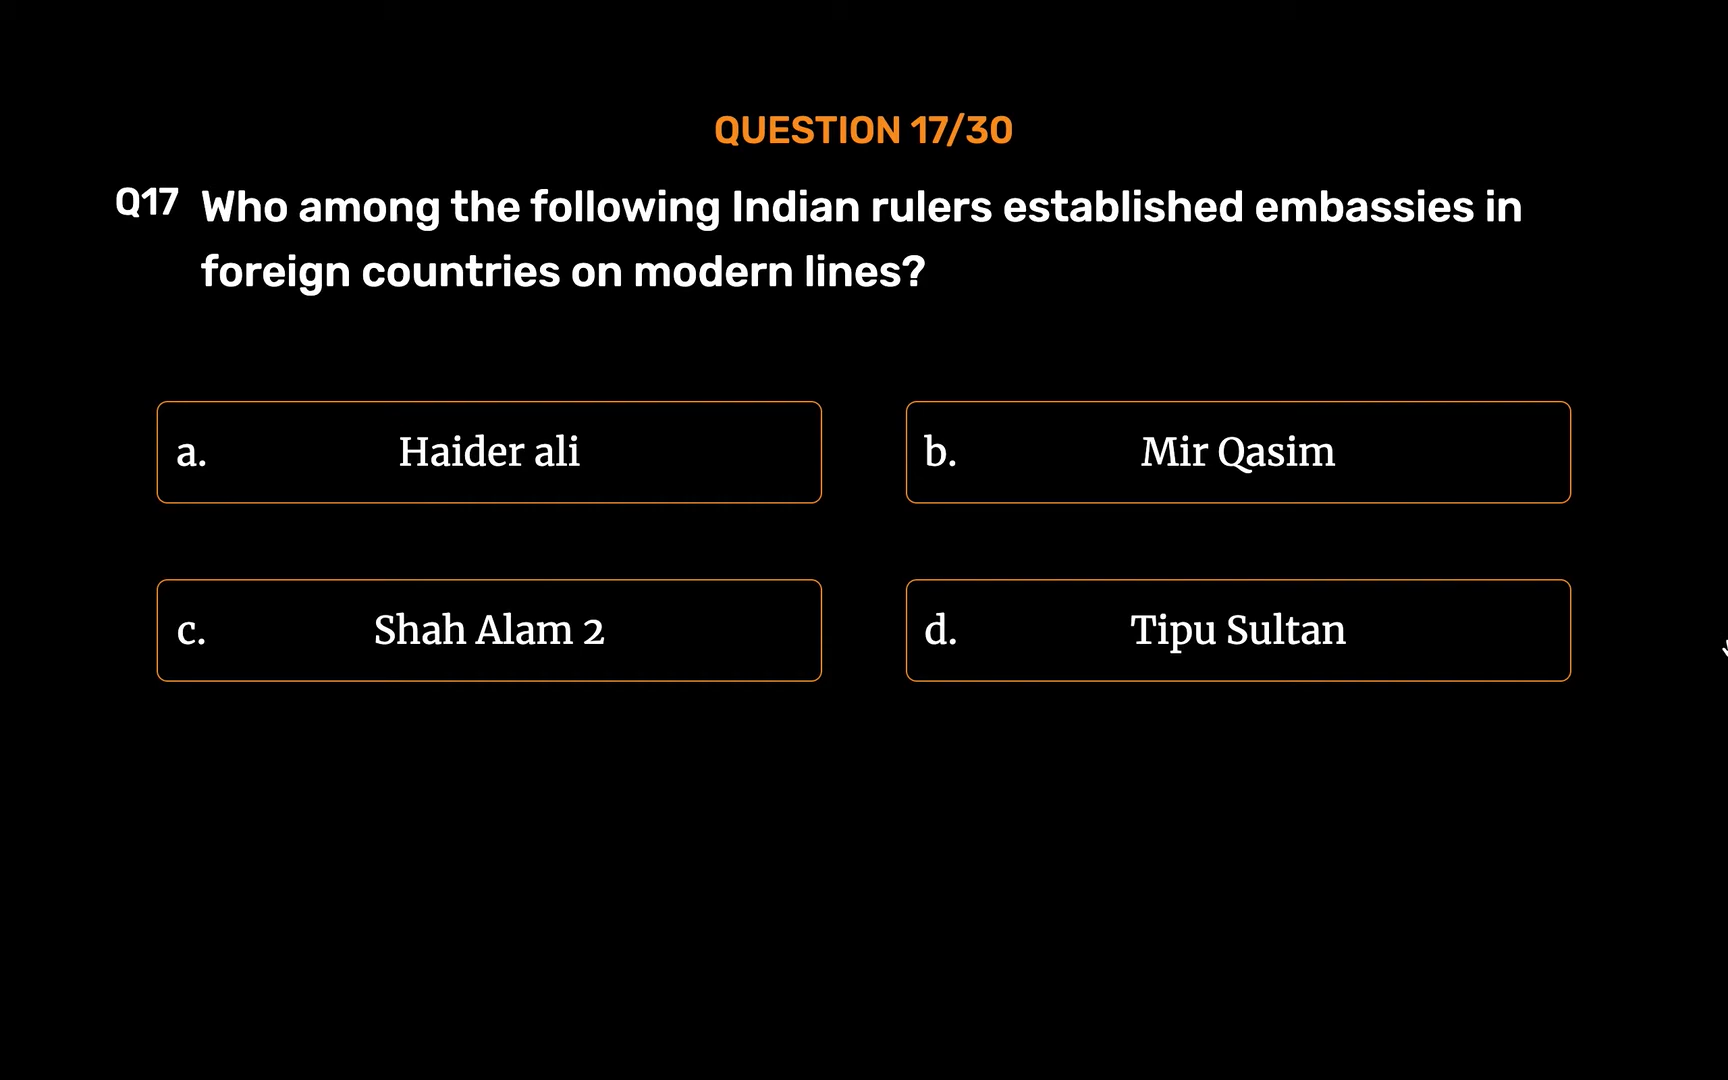 QUESTION 17/30
Q17 Who among the following Indian rulers established embassies in
foreign countries on modern lines?
a. Haider ali
b. Mir Qasim
c. Shah Alam 2
d. Tipu Sultan